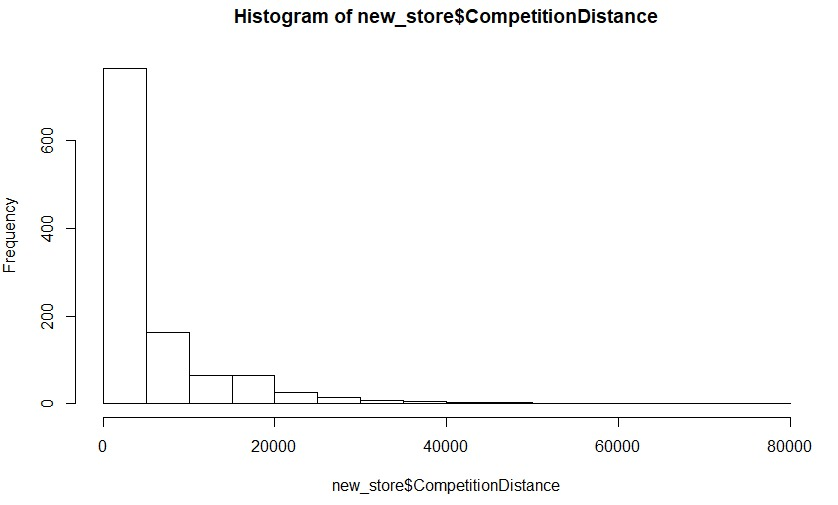 Histogram of new_store$CompetitionDistance
Frequency
600
400
200
0
0 20000 40000 60000 80000
new_store$CompetitionDistance